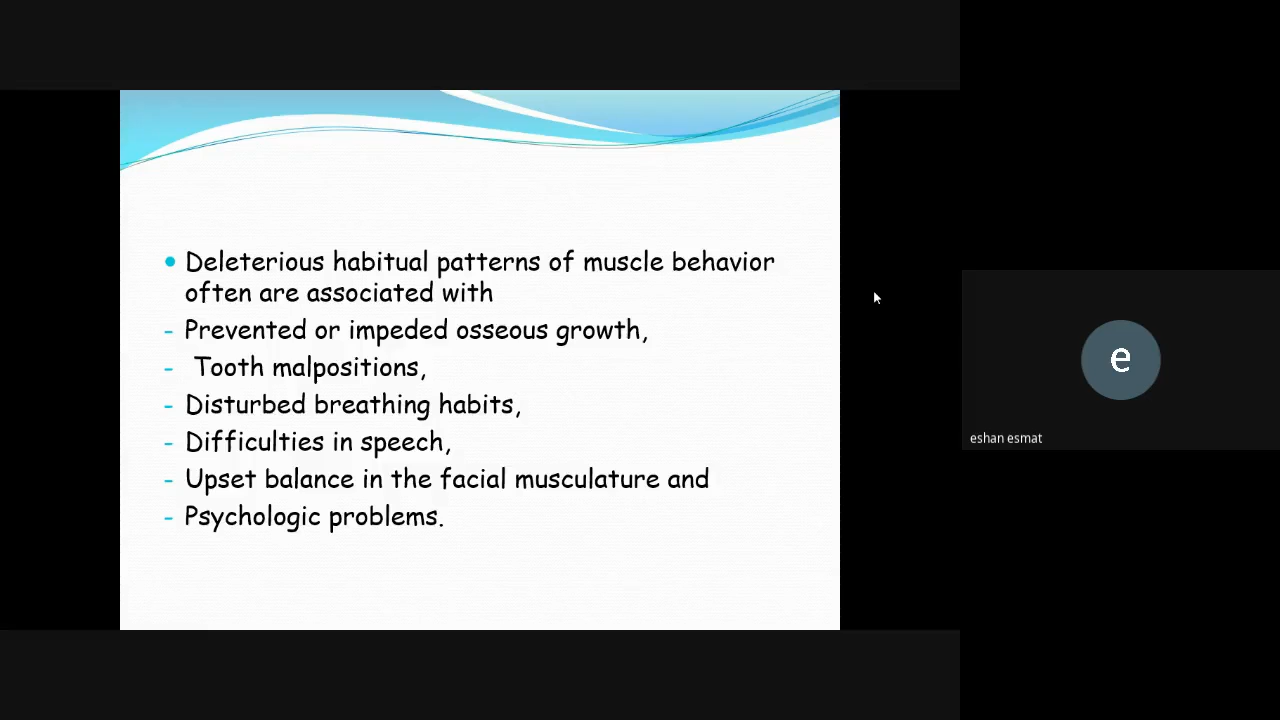 • Deleterious habitual patterns of muscle behavior
often are associated with
- Prevented or impeded osseous growth,
- Tooth malpositions,
- Disturbed breathing habits,
- Difficulties in speech,
- Upset balance in the facial musculature and
- Psychologic problems.
e
eshan esmat